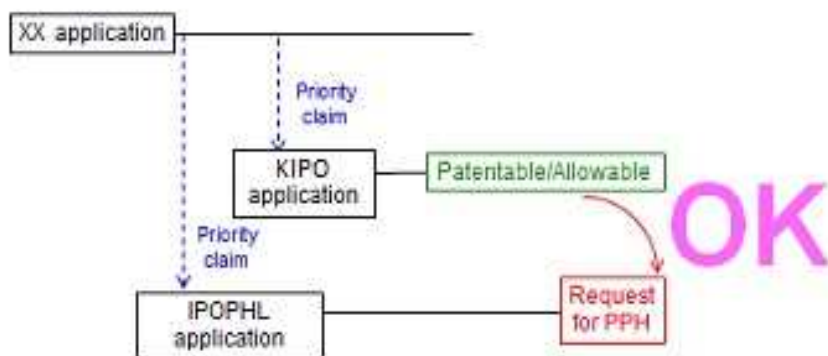 XX application
Priority
claim
KIPO
application
Patentable/Allowable
OK
Priority
claim
IPOPHL
application
Request
for PPH